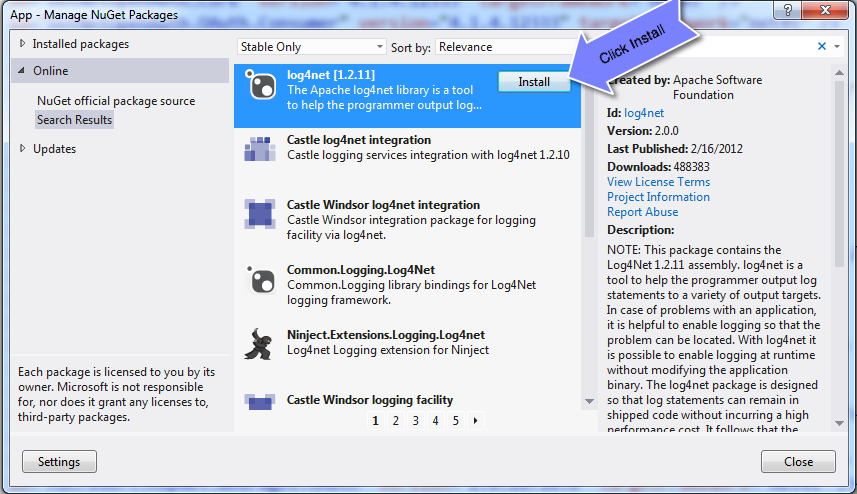 App - Manage NuGet Packages
Installed packages
Online
NuGet official package source
Search Results
Updates
Each package is licensed to you by its
owner. Microsoft is not responsible
for, nor does it grant any licenses to,
third-party packages.
Stable Only
Sort by: Relevance
Click Install
log4net [1.2.11]
The Apache log4net library is a tool
to help the programmer output log...
Install
Castle log4net integration
Castle logging services integration with log4net 1.2.10
Castle Windsor log4net integration
Castle Windsor integration package for logging
facility via log4net.
Common.Logging.Log4Net
Common.Logging library bindings for Log4Net
logging framework.
Ninject.Extensions.Logging.Log4net
Log4net Logging extension for Ninject
Castle Windsor logging facility
1 2 3 4 5
Created by: Apache Software
Foundation
Id: log4net
Version: 2.0.0
Last Published: 2/16/2012
Downloads: 488383
View License Terms
Project Information
Report Abuse
Description:
NOTE: This package contains the
Log4Net 1.2.11 assembly. log4net is a
tool to help the programmer output log
statements to a variety of output targets.
In case of problems with an application,
it is helpful to enable logging so that the
problem can be located. With log4net it
is possible to enable logging at runtime
without modifying the application
binary. The log4net package is designed
so that log statements can remain in
shipped code without incurring a high
performance cost. It follows that the
Settings
Close